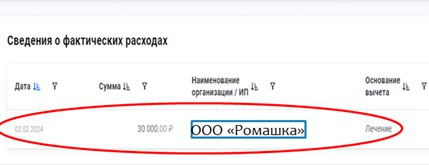 Сведения о фактических расходах
Дата Сумма Наименование организации / ИП Основание вычета
02.02.2024 30 000.00 ₽ ООО «Ромашка» Лечение